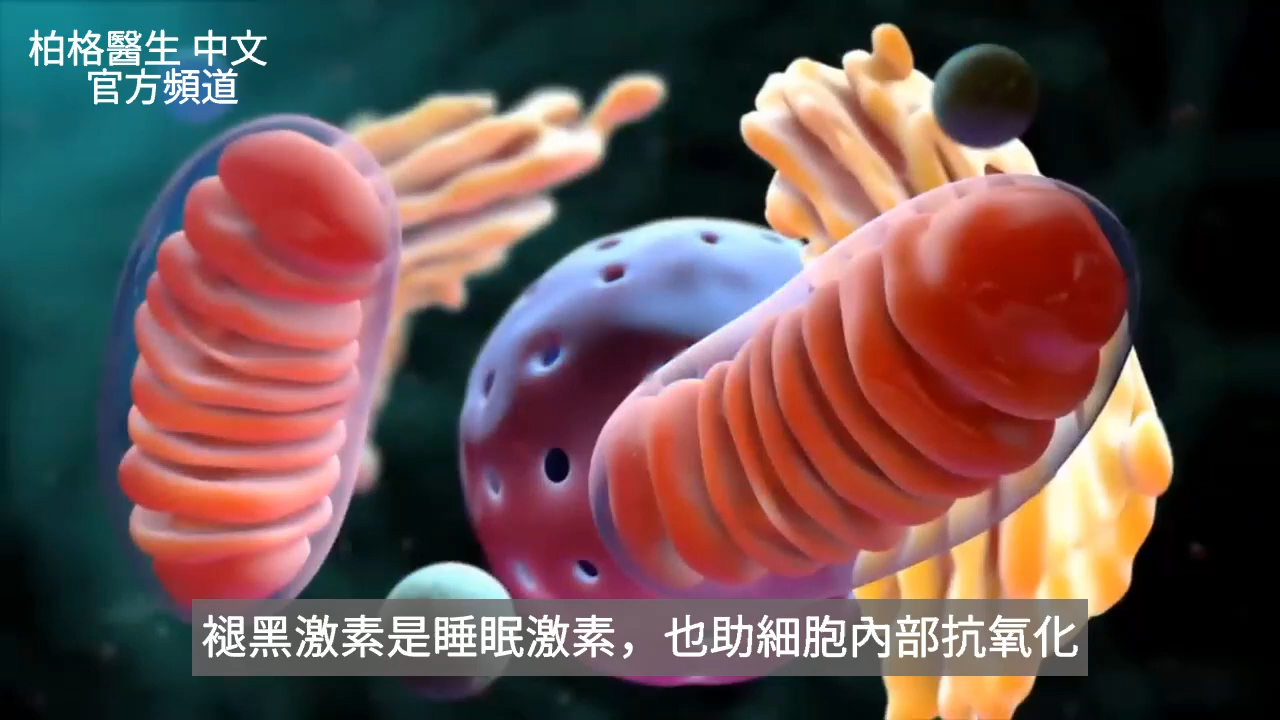 柏格醫生 中文
官方頻道
褪黑激素是睡眠激素，也助細胞內部抗氧化